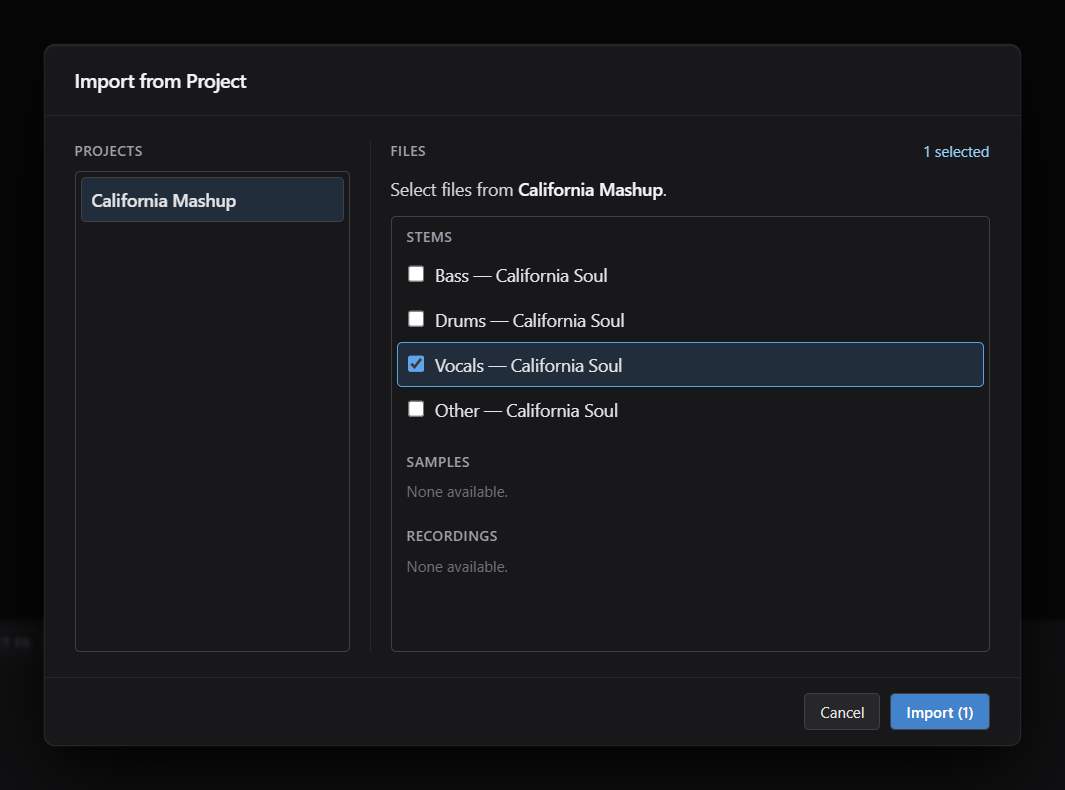 Import from Project
PROJECTS
California Mashup
FILES
1 selected
Select files from California Mashup.
STEMS
Bass — California Soul
Drums — California Soul
Vocals — California Soul
Other — California Soul
SAMPLES
None available.
RECORDINGS
None available.
Cancel
Import (1)